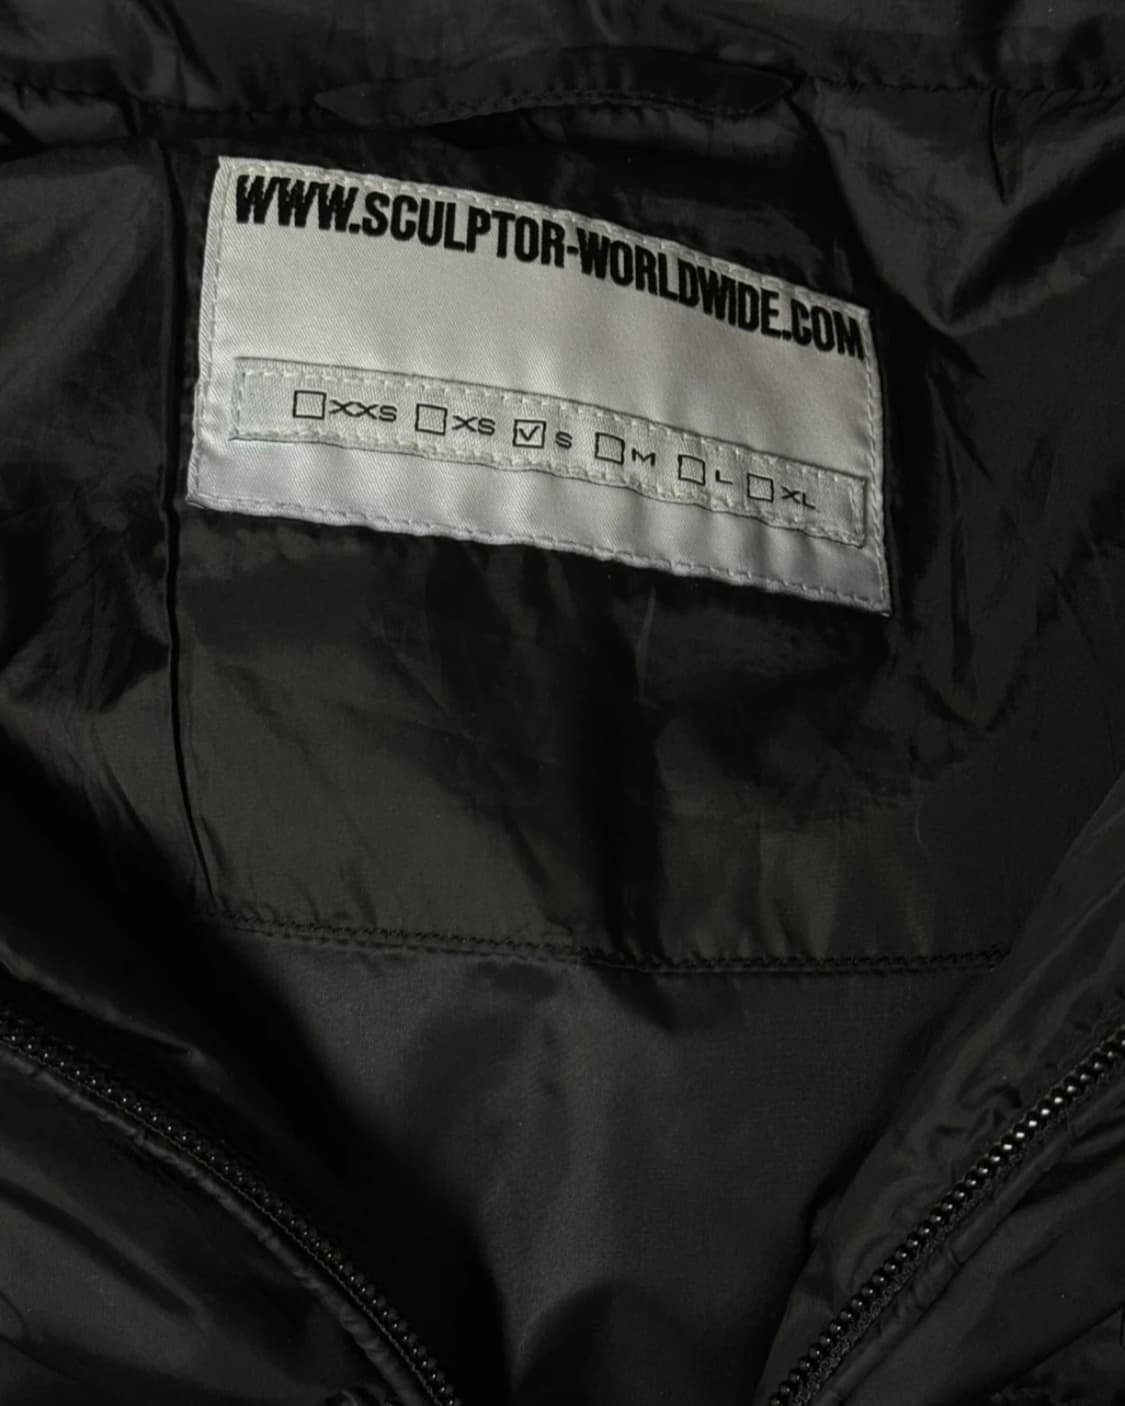 WWW.SCULPTOR-WORLDWIDE.COM
☐XXS ☐XS ☑S ☐M ☐L ☐XL